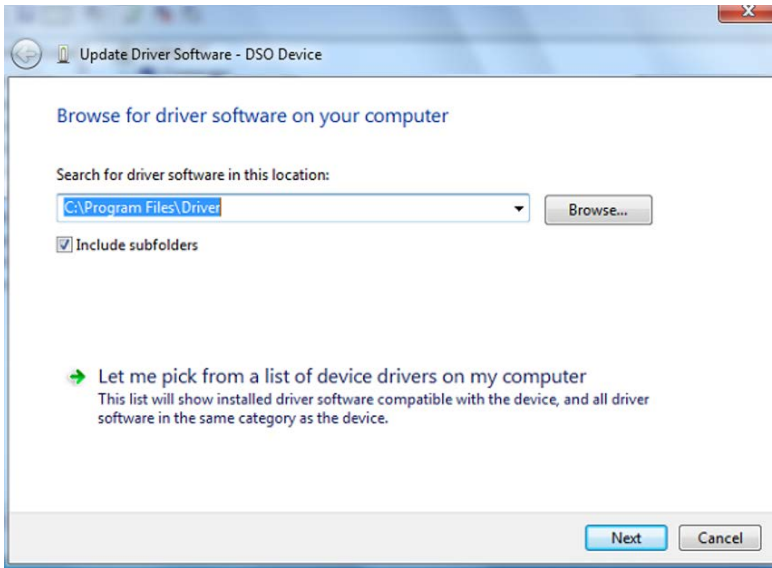 Update Driver Software - DSO Device
Browse for driver software on your computer
Search for driver software in this location:
C:\Program Files\Driver
Browse...
Include subfolders
Let me pick from a list of device drivers on my computer
This list will show installed driver software compatible with the device, and all driver
software in the same category as the device.
Next
Cancel